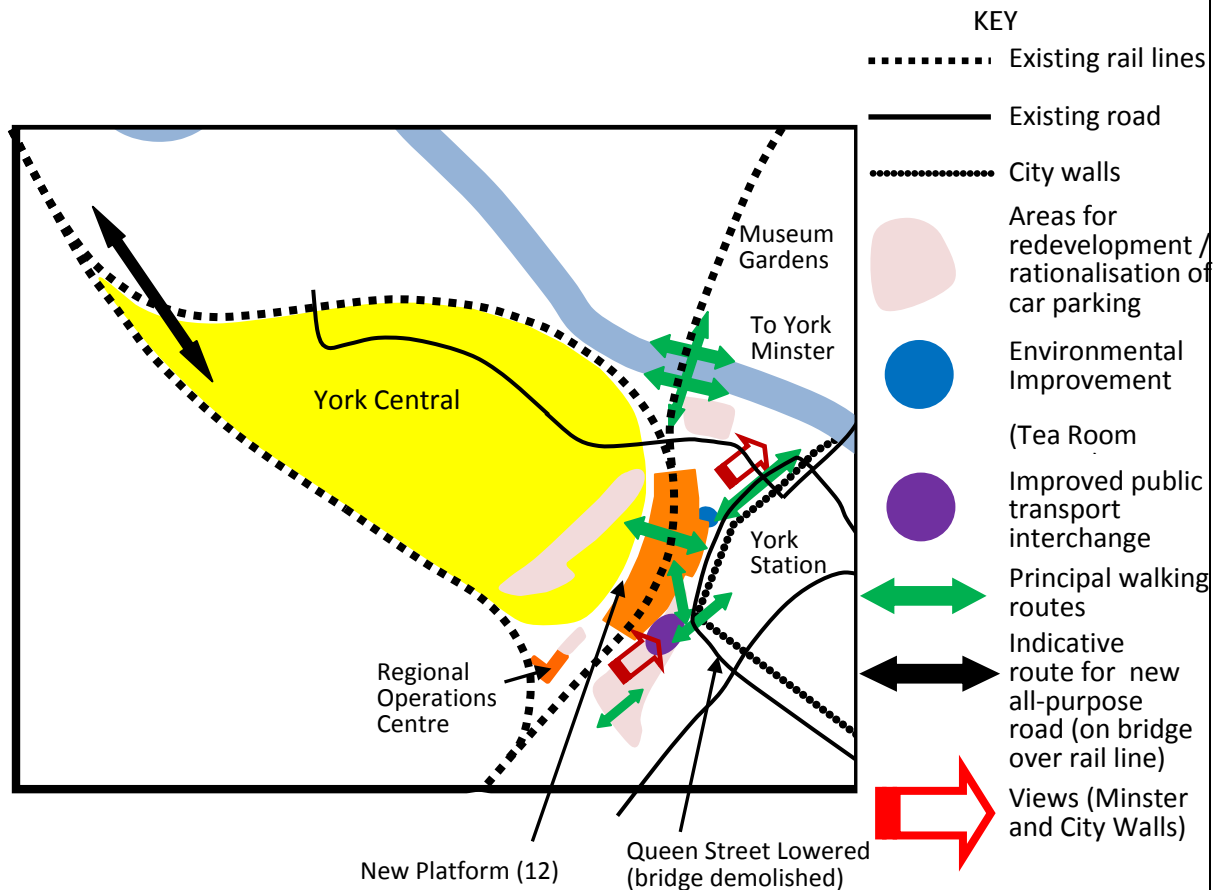 KEY
Existing rail lines
Existing road
City walls
Areas for
redevelopment /
rationalisation of
car parking
Environmental
Improvement
(Tea Room
Improved public
transport
interchange
Principal walking
routes
Indicative
route for new
all-purpose
road (on bridge
over rail line)
Views (Minster
and City Walls)
Museum
Gardens
To York
Minster
York Central
York
Station
Regional
Operations
Centre
New Platform (12)
Queen Street Lowered
(bridge demolished)